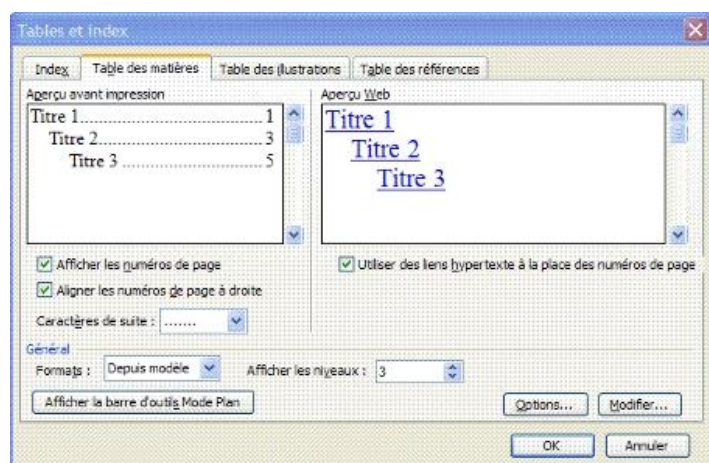 Tables et index
Index Table des matières Table des illustrations Table des références
Aperçu avant impression Aperçu Web
Titre 1..........................................1
Titre 2......................................3
Titre 3 ...................................5
Titre 1
Titre 2
Titre 3
Afficher les numéros de page Utiliser des liens hypertexte à la place des numéros de page
Aligner les numéros de page à droite
Caractères de suite : .......
Général
Formats : Depuis modèle Afficher les niveaux : 3
Afficher la barre d'outils Mode Plan Options... Modifier...
OK Annuler